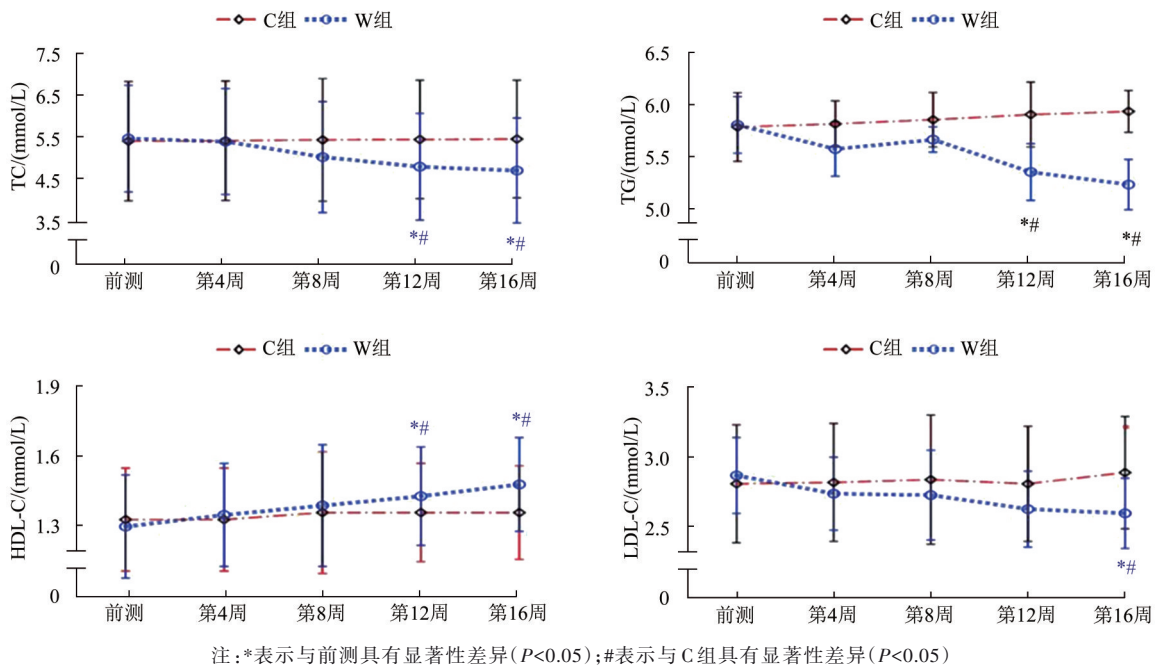 C组 W组
TC/(mmol/L)
7.5
6.5
5.5
4.5
3.5
0
*# *#
前测 第4周 第8周 第12周 第16周
C组 W组
TG/(mmol/L)
6.5
6.0
5.5
5.0
0
*# *#
前测 第4周 第8周 第12周 第16周
C组 W组
HDL-C/(mmol/L)
1.9
1.6
1.3
0
*# *#
前测 第4周 第8周 第12周 第16周
C组 W组
LDL-C/(mmol/L)
3.5
3.0
2.5
0
*#
前测 第4周 第8周 第12周 第16周
注:*表示与前测具有显著性差异(P<0.05);#表示与C组具有显著性差异(P<0.05)